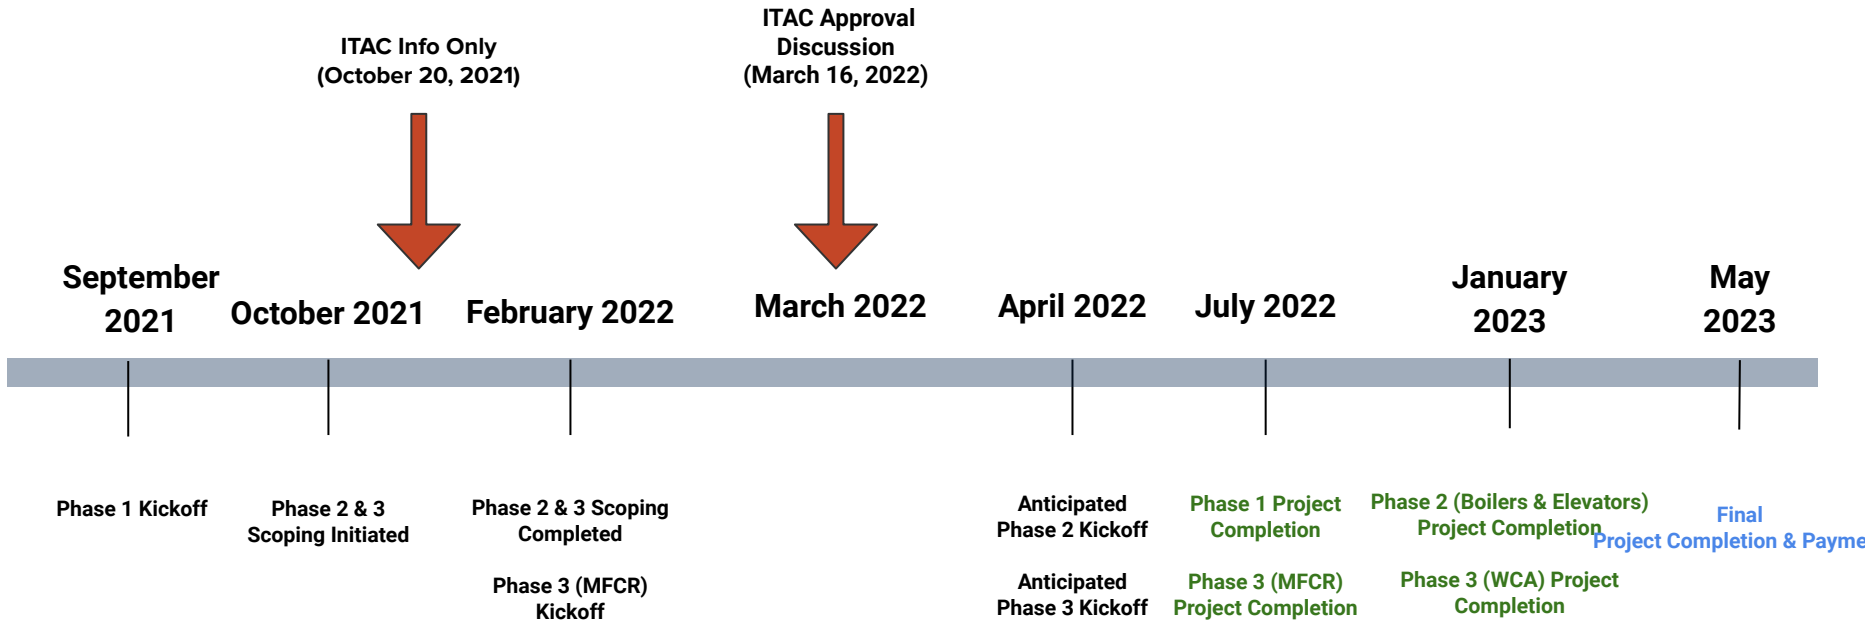 ITAC Info Only
(October 20, 2021)
ITAC Approval
Discussion
(March 16, 2022)
September
2021
October 2021
February 2022
March 2022
April 2022
July 2022
January
2023
May
2023
Phase 1 Kickoff
Phase 2 & 3
Scoping Initiated
Phase 2 & 3 Scoping
Completed
Phase 3 (MFCR)
Kickoff
Anticipated
Phase 2 Kickoff
Anticipated
Phase 3 Kickoff
Phase 1 Project
Completion
Phase 3 (MFCR)
Project Completion
Phase 2 (Boilers & Elevators)
Project Completion
Phase 3 (WCA) Project
Completion
Final
Project Completion & Payme